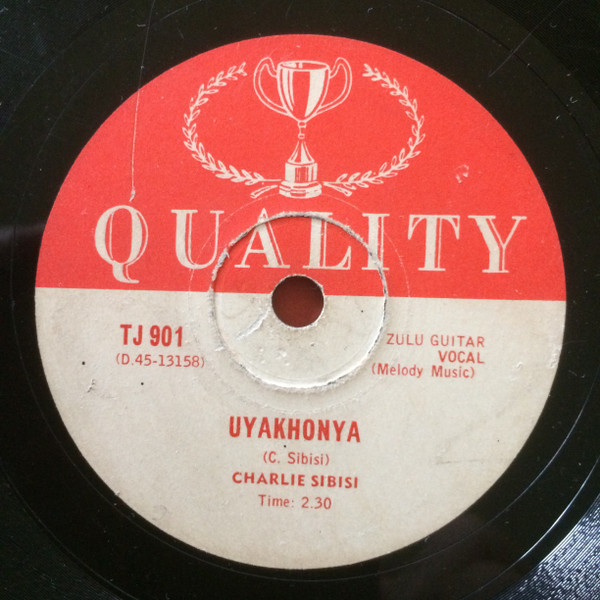 QUALITY
TJ 901
(D.45-13158)
ZULU GUITAR
VOCAL
(Melody Music)
UYAKHONYA
(C. Sibisi)
CHARLIE SIBISI
Time: 2.30